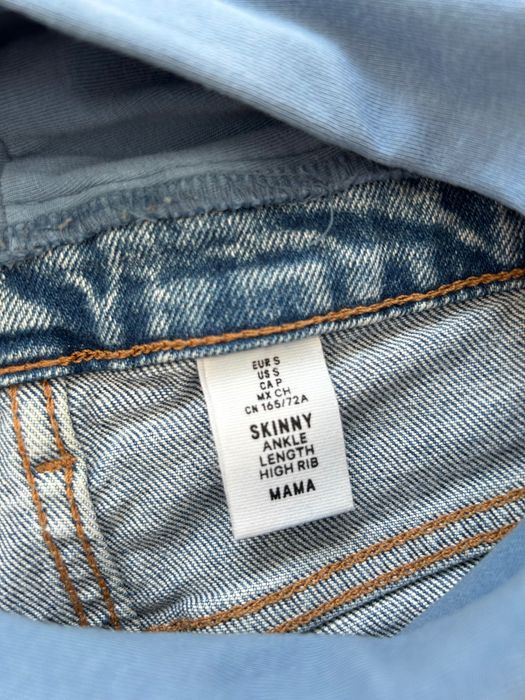 EUR S
US S
CA P
MX CH
CN 165/72A
SKINNY
ANKLE
LENGTH
HIGH RIB
MAMA